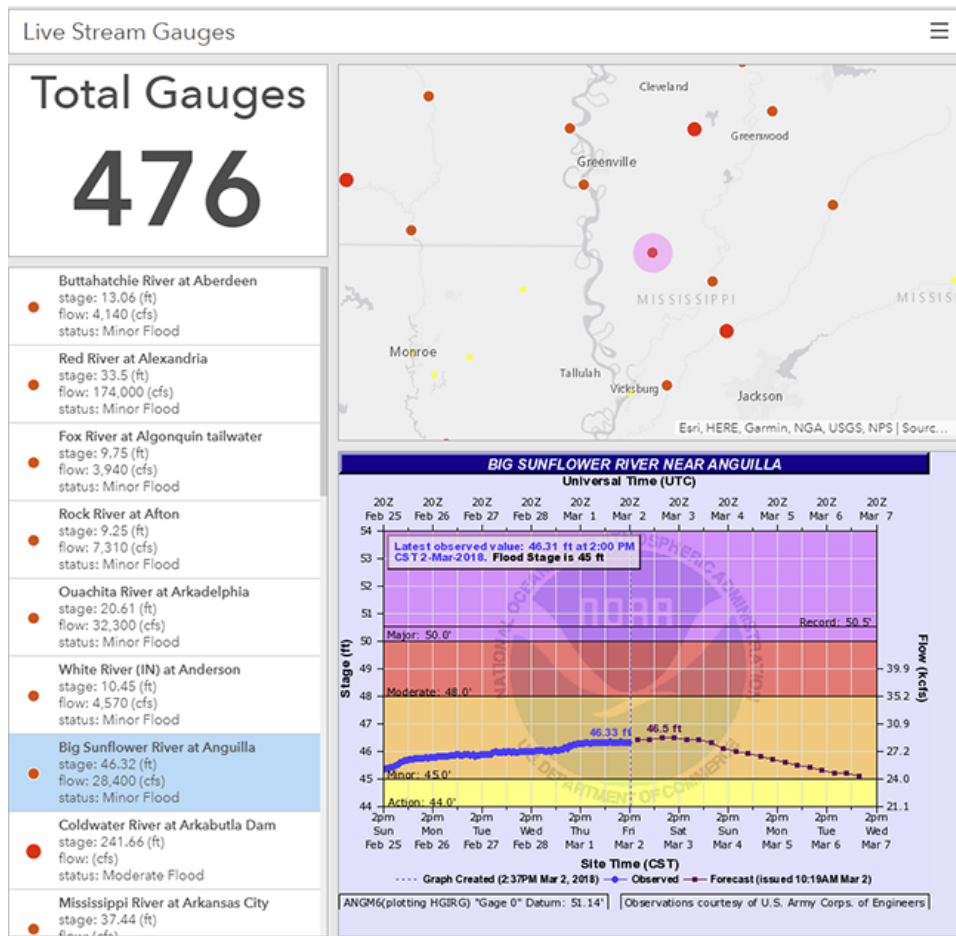 Live Stream Gauges
Total Gauges
476
Buttahatchie River at Aberdeen
stage: 13.06 (ft)
flow: 4,140 (cfs)
status: Minor Flood
Red River at Alexandria
stage: 33.5 (ft)
flow: 174,000 (cfs)
status: Minor Flood
Fox River at Algonquin tailwater
stage: 9.75 (ft)
flow: 3,940 (cfs)
status: Minor Flood
Rock River at Afton
stage: 9.25 (ft)
flow: 7,310 (cfs)
status: Minor Flood
Ouachita River at Arkadelphia
stage: 20.61 (ft)
flow: 32,300 (cfs)
status: Minor Flood
White River (IN) at Anderson
stage: 10.45 (ft)
flow: 4,570 (cfs)
status: Minor Flood
Big Sunflower River at Anguilla
stage: 46.32 (ft)
flow: 28,400 (cfs)
status: Minor Flood
Coldwater River at Arkabutla Dam
stage: 241.66 (ft)
flow: (cfs)
status: Moderate Flood
Mississippi River at Arkansas City
stage: 37.44 (ft)
flow: (cfs)
Cleveland
Greenwood
Greenville
MISSISSIPPI
MISSISS
Monroe
Tallulah
Vicksburg
Jackson
Esri, HERE, Garmin, NGA, USGS, NPS | Sourc...
BIG SUNFLOWER RIVER NEAR ANGUILLA
Universal Time (UTC)
20Z 20Z 20Z 20Z 20Z 20Z 20Z 20Z 20Z 20Z 20Z
Feb 25 Feb 26 Feb 27 Feb 28 Mar 1 Mar 2 Mar 3 Mar 4 Mar 5 Mar 6 Mar 7
Latest observed value: 46.31 ft at 2:00 PM
CST 2-Mar-2018. Flood Stage is 45 ft
NOAA
Record: 50.5'
Major: 50.0'
Moderate: 48.0'
46.33 ft
46.5 ft
Minor: 45.0'
Action: 44.0'
Stage (ft)
54
53
52
51
50
49
48
47
46
45
44
Flow (kcfs)
39.9
35.2
30.9
27.2
24.0
21.1
2pm 2pm 2pm 2pm 2pm 2pm 2pm 2pm 2pm 2pm 2pm
Sun Mon Tue Wed Thu Fri Sat Sun Mon Tue Wed
Feb 25 Feb 26 Feb 27 Feb 28 Mar 1 Mar 2 Mar 3 Mar 4 Mar 5 Mar 6 Mar 7
Site Time (CST)
Graph Created (2:37PM Mar 2, 2018) Observed Forecast (issued 10:19AM Mar 2)
ANGM6(plotting HGIRG) "Gage 0" Datum: 51.14'
Observations courtesy of U.S. Army Corps. of Engineers